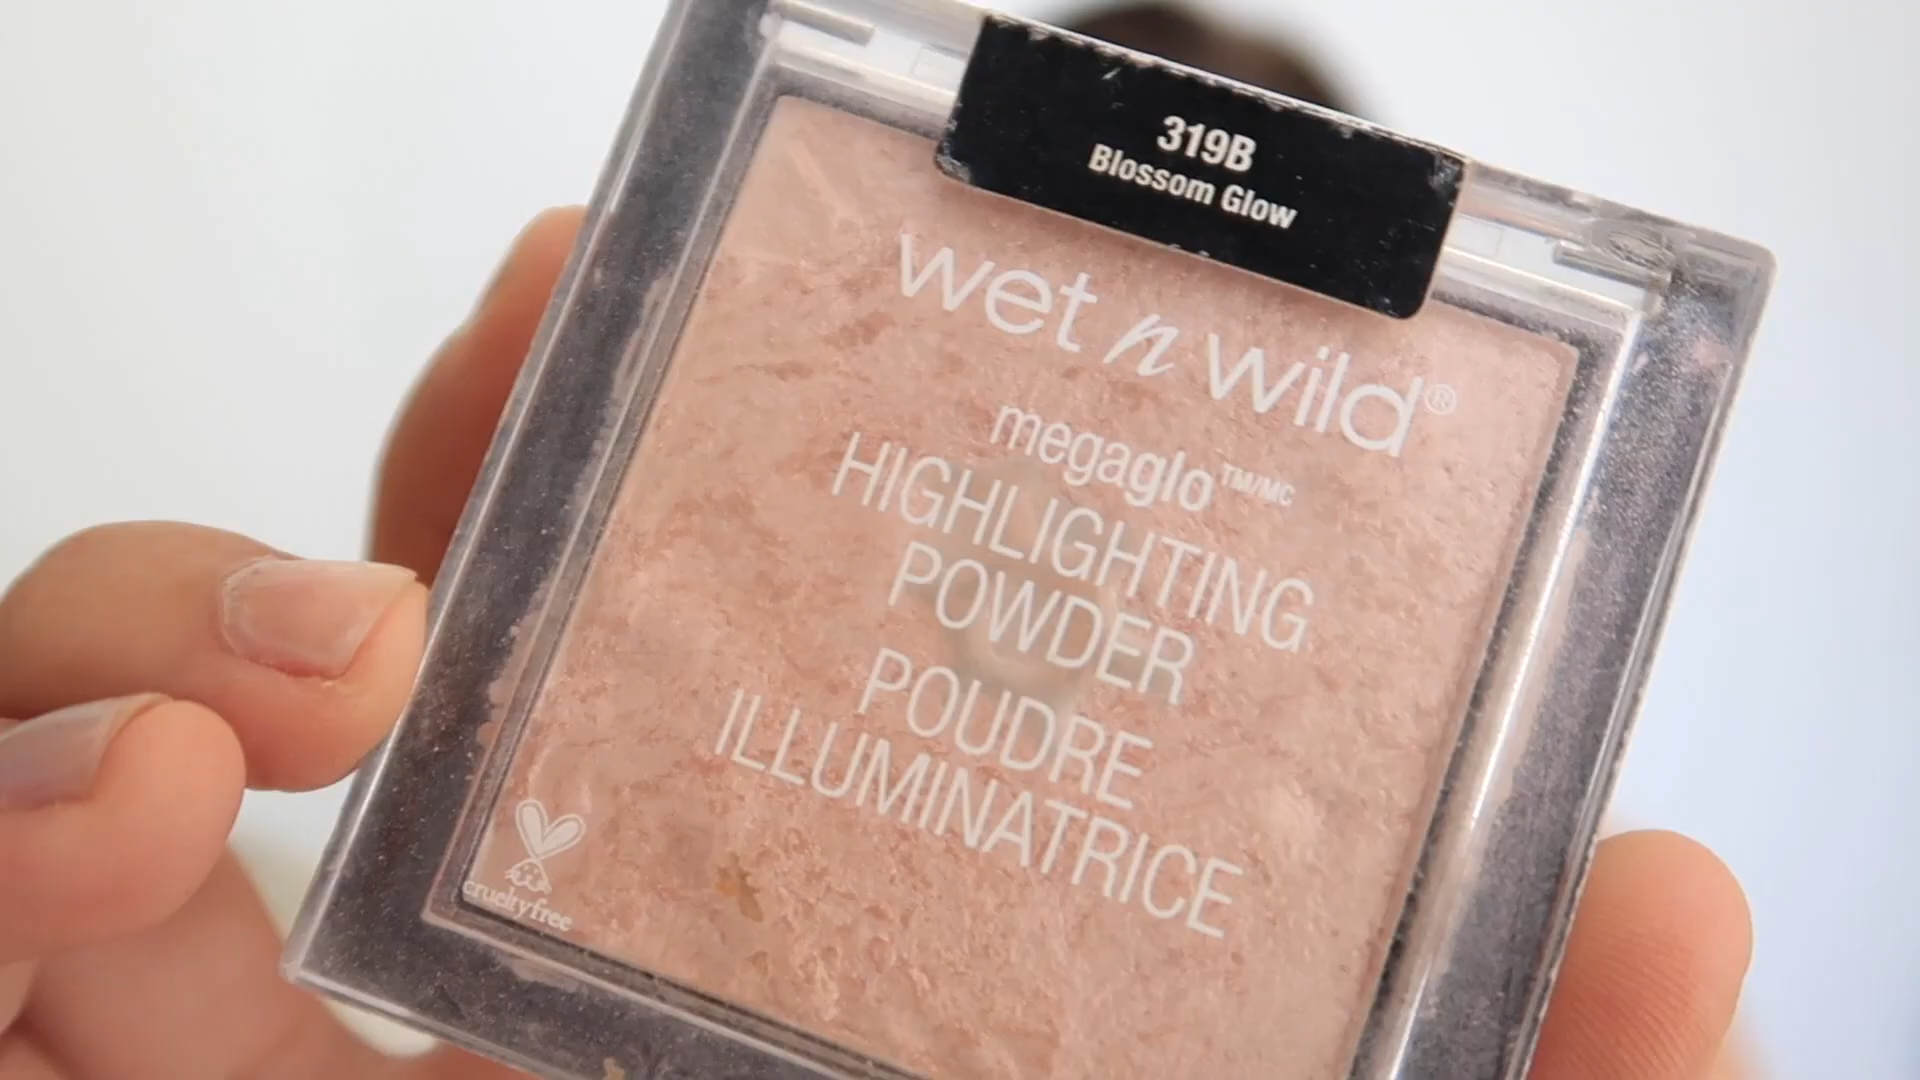 319B
Blossom Glow
wet n wild®
megaglo™/MC
HIGHLIGHTING
POWDER
POUDRE
ILLUMINATRICE
crueltyfree